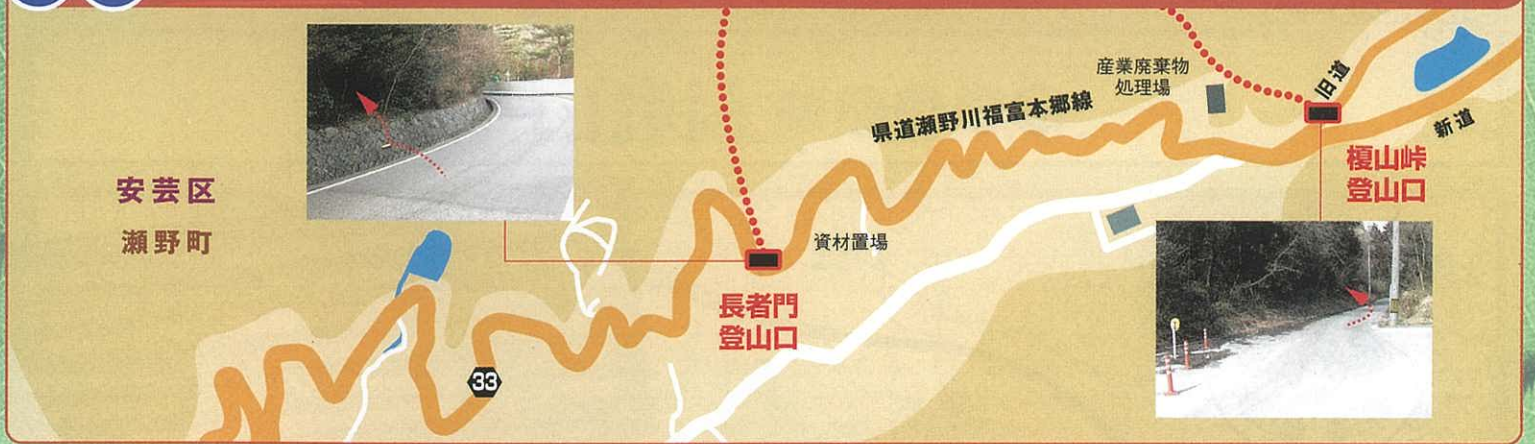 産業廃棄物
処理場
旧道
県道瀬野川福富本郷線
新道
榎山峠
登山口
安芸区
瀬野町
資材置場
長者門
登山口
33